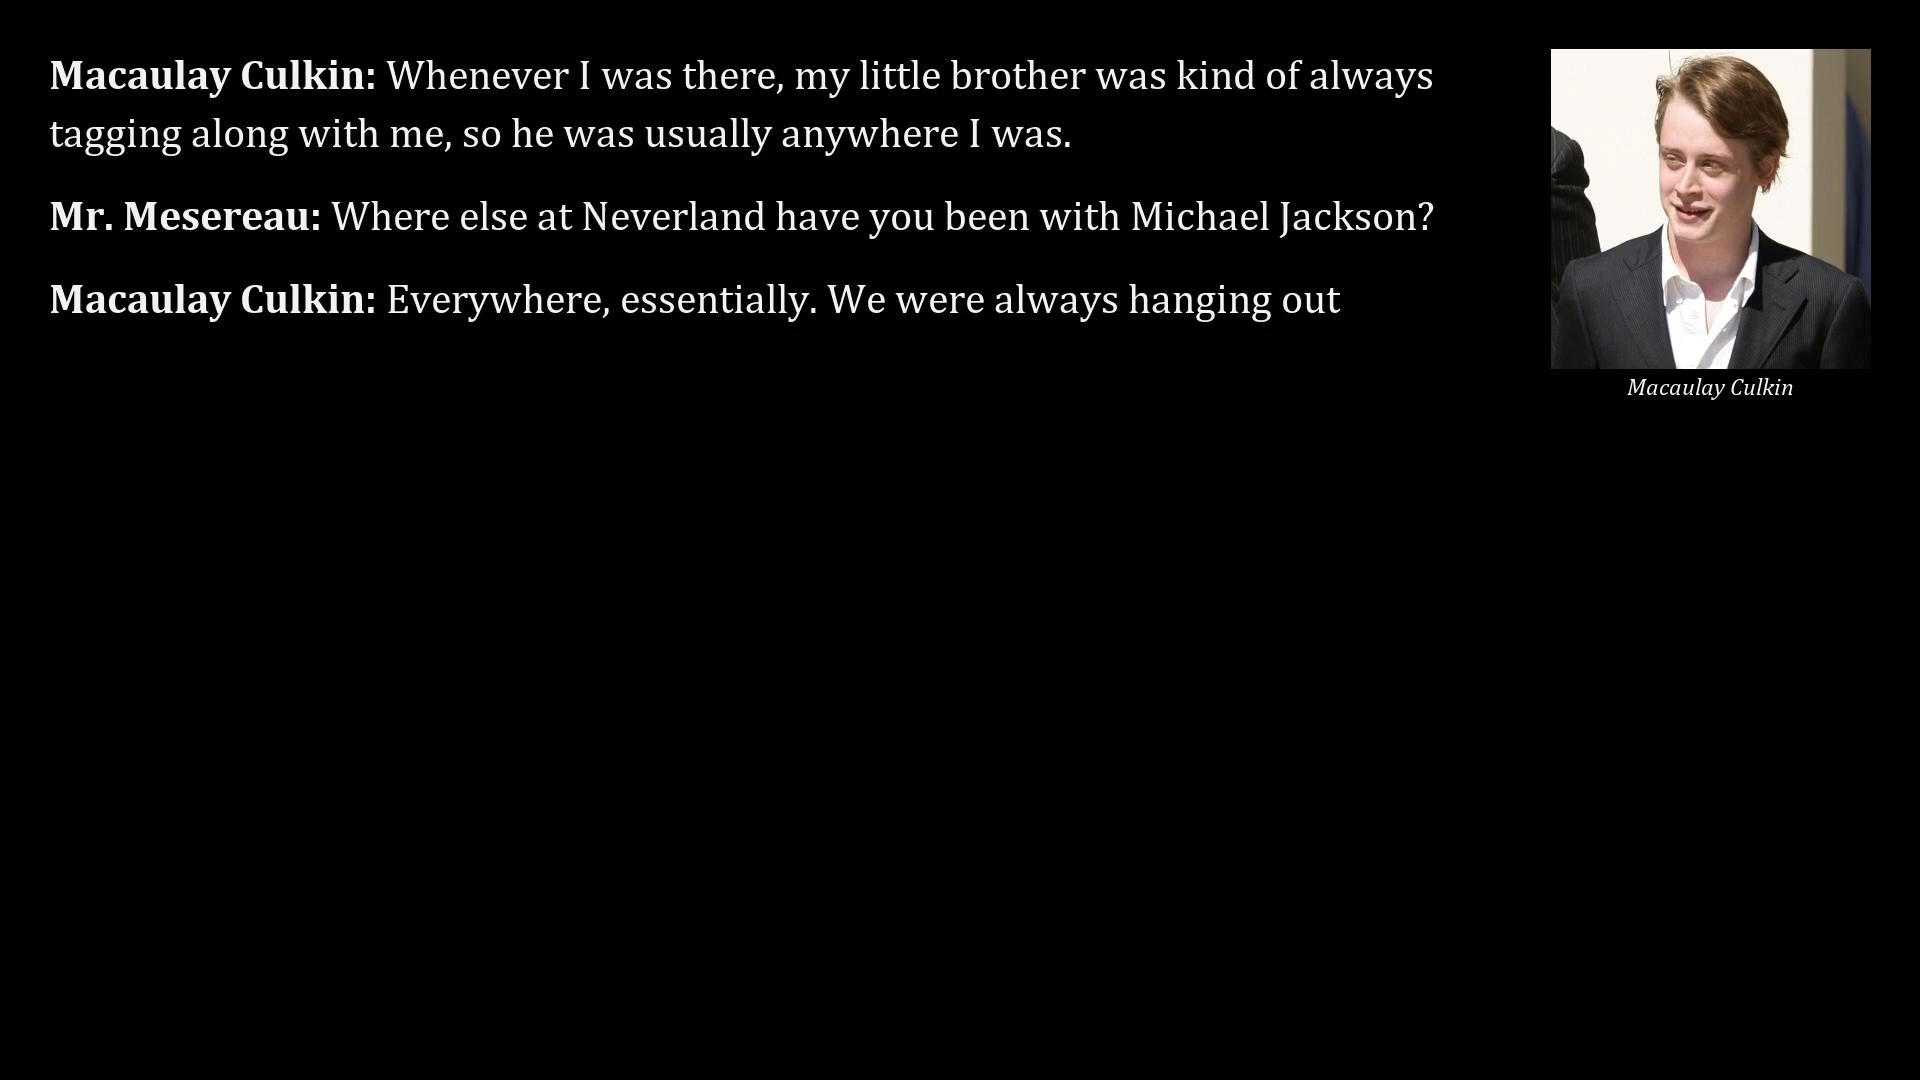 Macaulay Culkin: Whenever I was there, my little brother was kind of always
tagging along with me, so he was usually anywhere I was.
Mr. Mesereau: Where else at Neverland have you been with Michael Jackson?
Macaulay Culkin: Everywhere, essentially. We were always hanging out
Macaulay Culkin